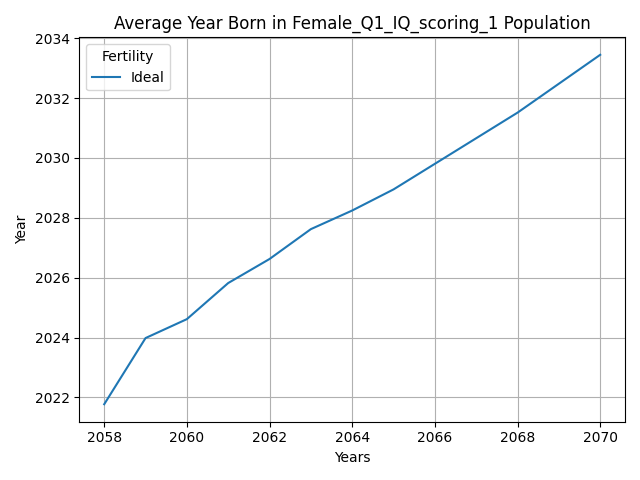 Average Year Born in Female_Q1_IQ_scoring_1 Population
Fertility
Ideal
Year
2034
2032
2030
2028
2026
2024
2022
2058 2060 2062 2064 2066 2068 2070
Years